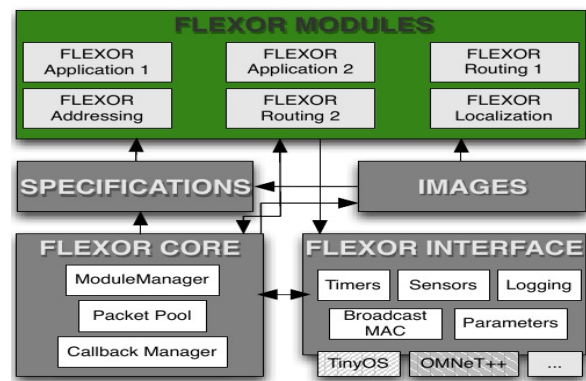 FLEXOR MODULES
FLEXOR
Application 1
FLEXOR
Application 2
FLEXOR
Routing 1
FLEXOR
Addressing
FLEXOR
Routing 2
FLEXOR
Localization
SPECIFICATIONS
IMAGES
FLEXOR CORE
ModuleManager
Packet Pool
Callback Manager
FLEXOR INTERFACE
Timers
Sensors
Logging
Broadcast
MAC
Parameters
TinyOS
OMNeT++
...